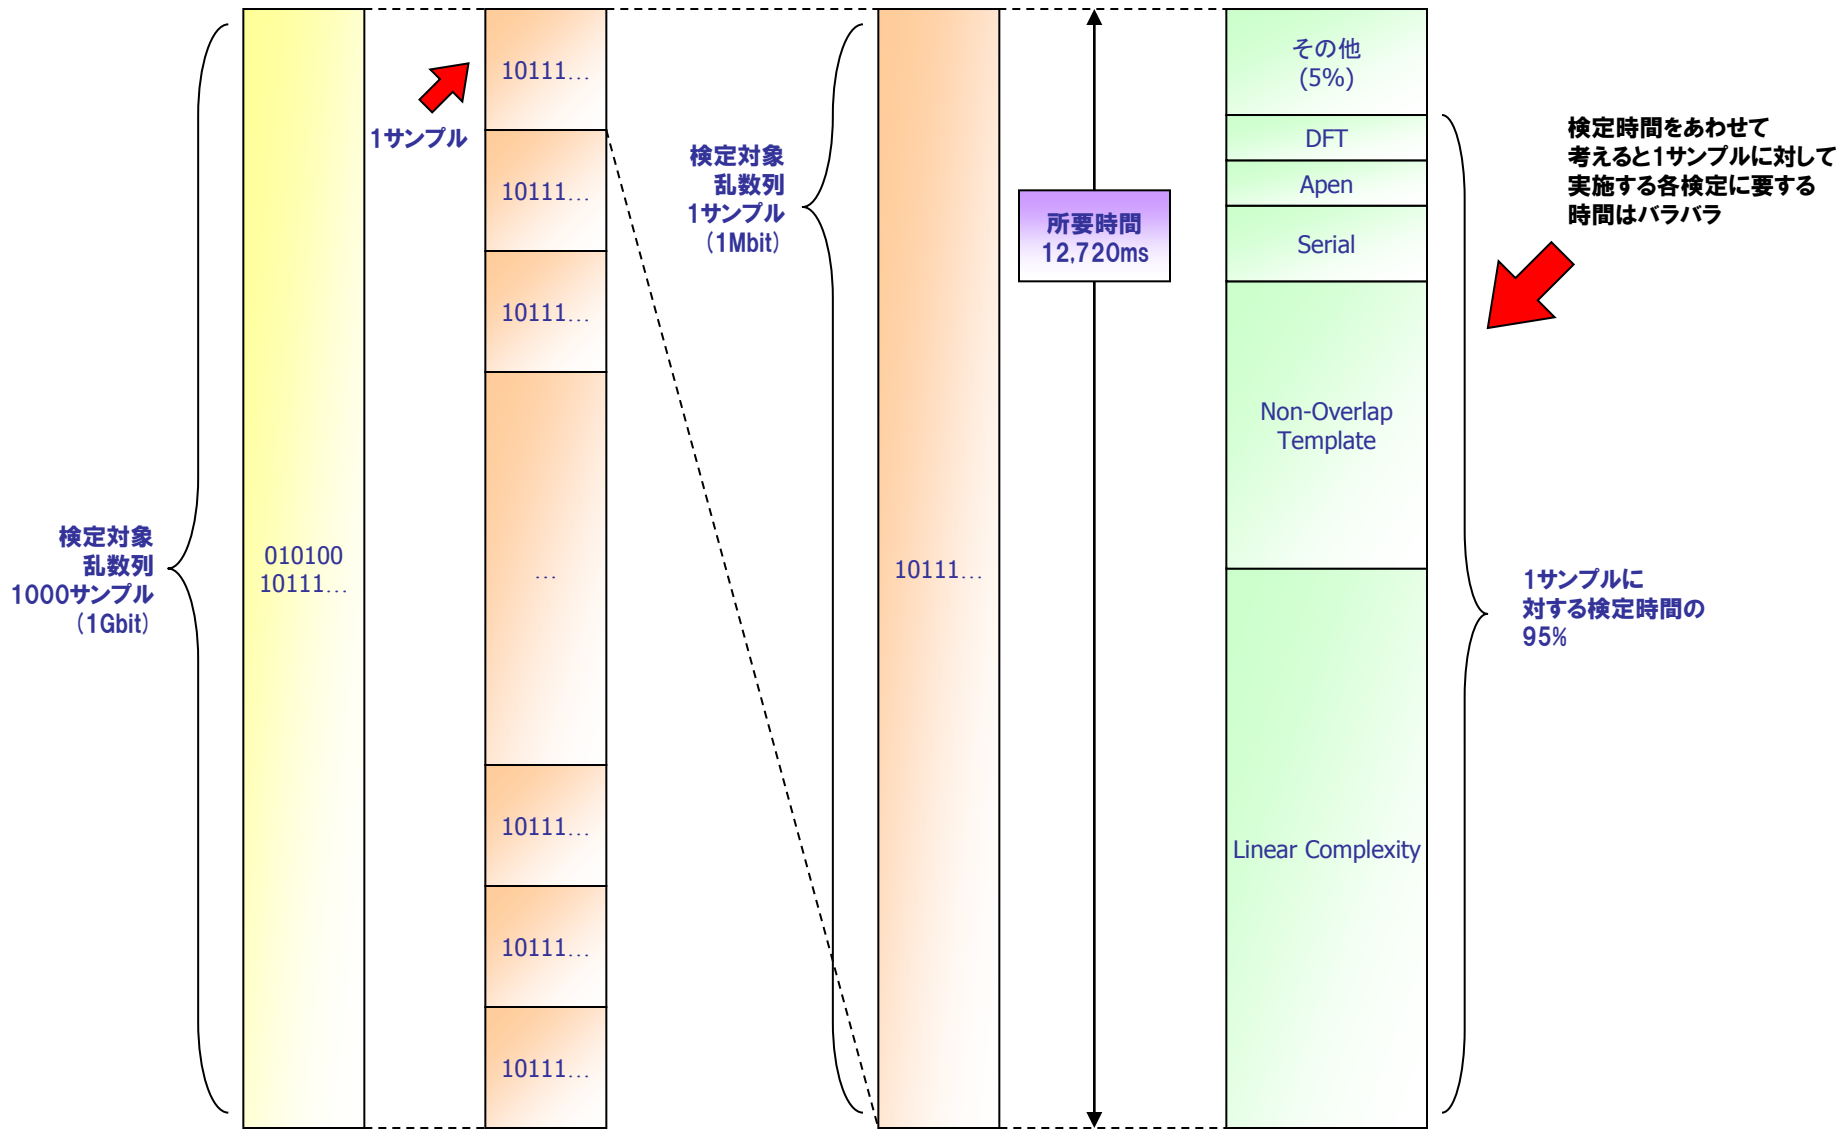 検定対象
乱数列
1000サンプル
(1Gbit)
010100
10111...
1サンプル
10111...
10111...
10111...
...
10111...
10111...
10111...
検定対象
乱数列
1サンプル
(1Mbit)
10111...
所要時間
12,720ms
その他
(5%)
DFT
Apen
Serial
Non-Overlap
Template
Linear Complexity
検定時間をあわせて
考えると1サンプルに対して
実施する各検定に要する
時間はバラバラ
1サンプルに
対する検定時間の
95%